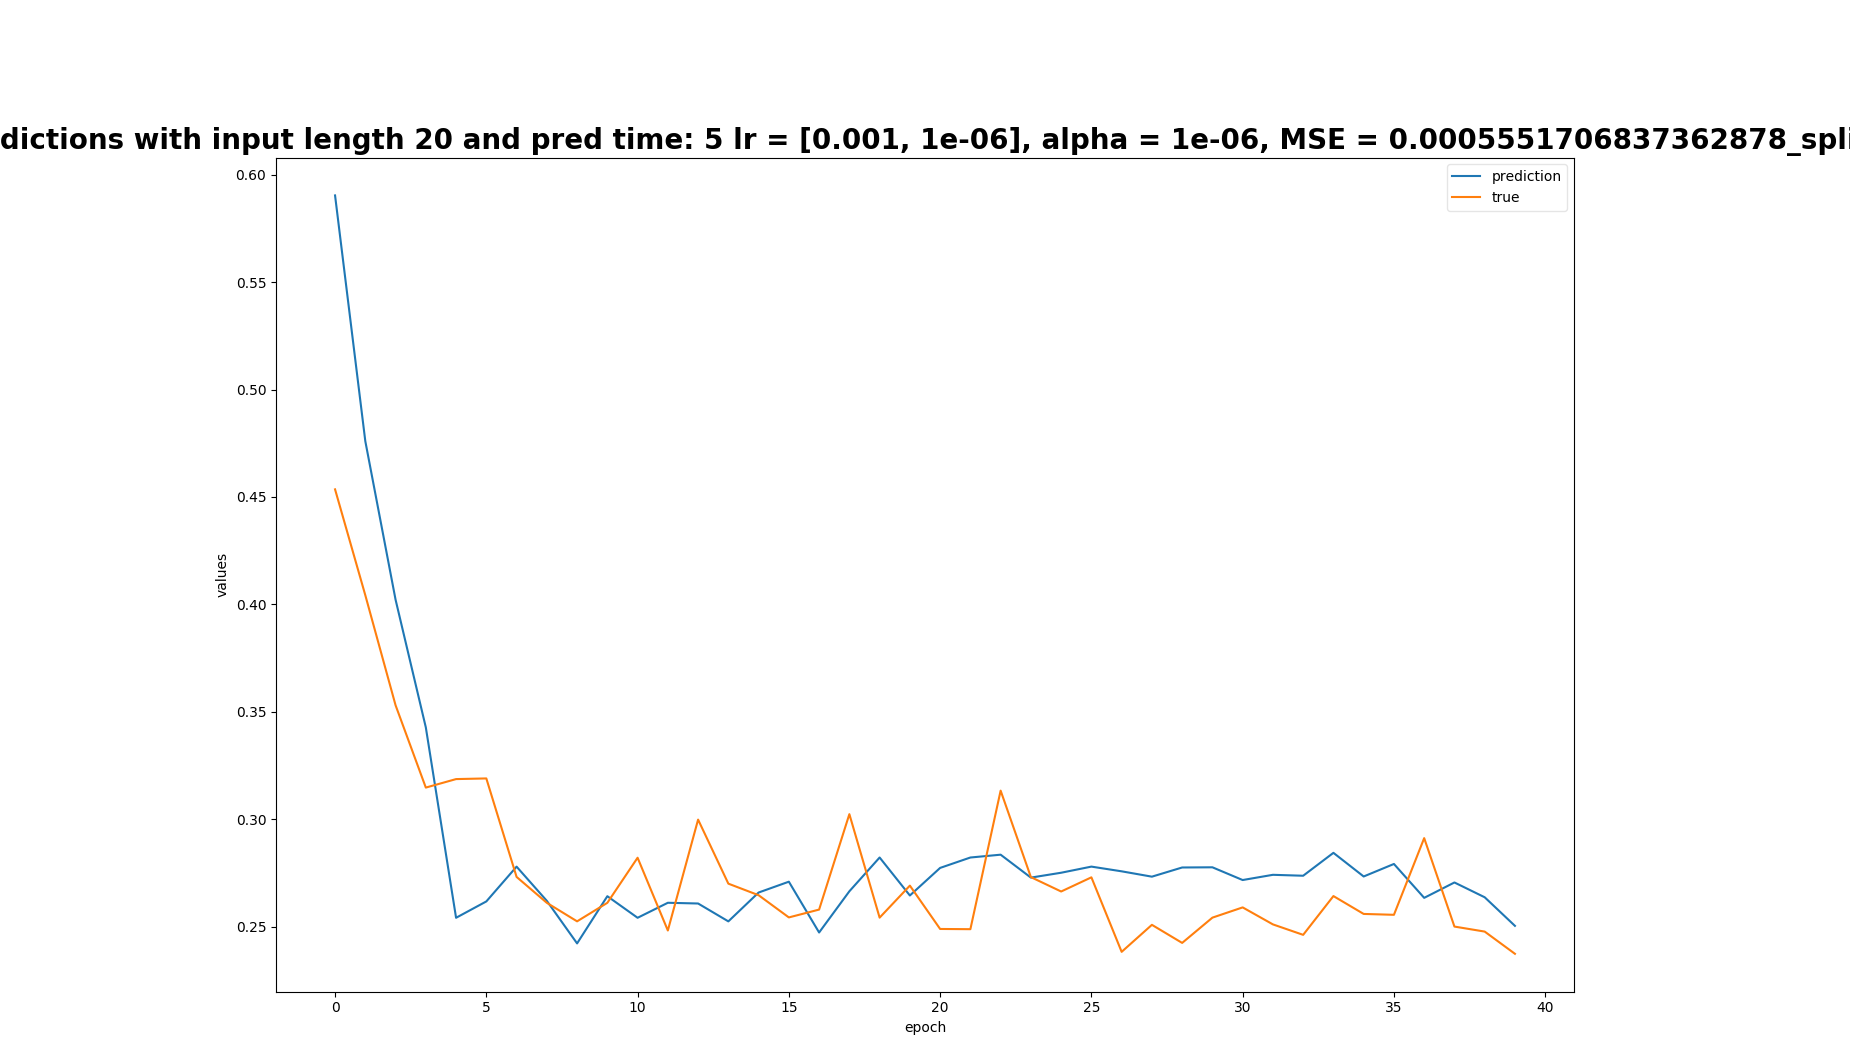 dictions with input length 20 and pred time: 5 lr = [0.001, 1e-06], alpha = 1e-06, MSE = 0.0005551706837362878_spli
prediction
true
0.60
0.55
0.50
0.45
0.40
0.35
0.30
0.25
values
0 5 10 15 20 25 30 35 40
epoch